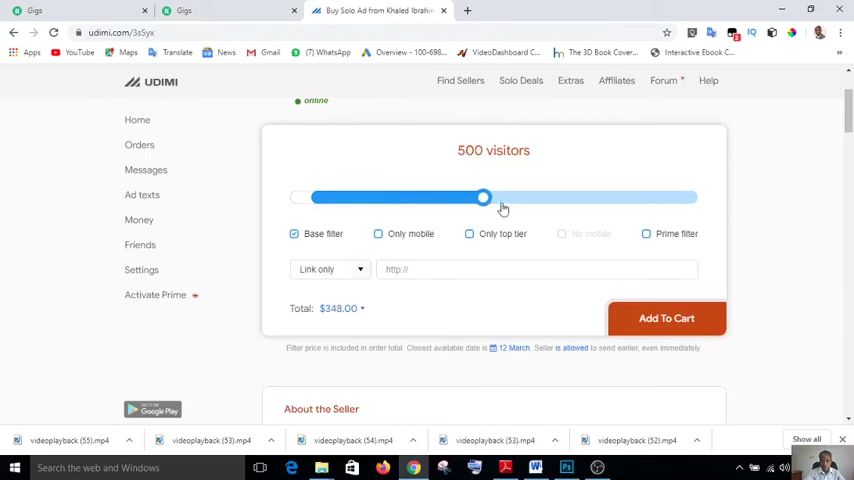 Gigs
Gigs
Buy Solo Ad from Khaled Ibrahim
udimi.com/3s5yx
Apps
YouTube
Maps
Translate
News
Gmail
(7) WhatsApp
Overview – 100-698...
VideoDashboard C...
The 3D Book Cover...
Interactive Ebook C...
UDIMI
Find Sellers
Solo Deals
Extras
Affiliates
Forum
Help
online
Home
Orders
Messages
Ad texts
Money
Friends
Settings
Activate Prime
500 visitors
Base filter
Only mobile
Only top tier
No mobile
Prime filter
Link only
http://
Total: $348.00
Add To Cart
Filter price is included in order total. Closest available date is 12 March. Seller is allowed to send earlier, even immediately.
About the Seller
GET IT ON
Google Play
videoplayback (55).mp4
videoplayback (53).mp4
videoplayback (54).mp4
videoplayback (53).mp4
videoplayback (52).mp4
Show all
Search the web and Windows